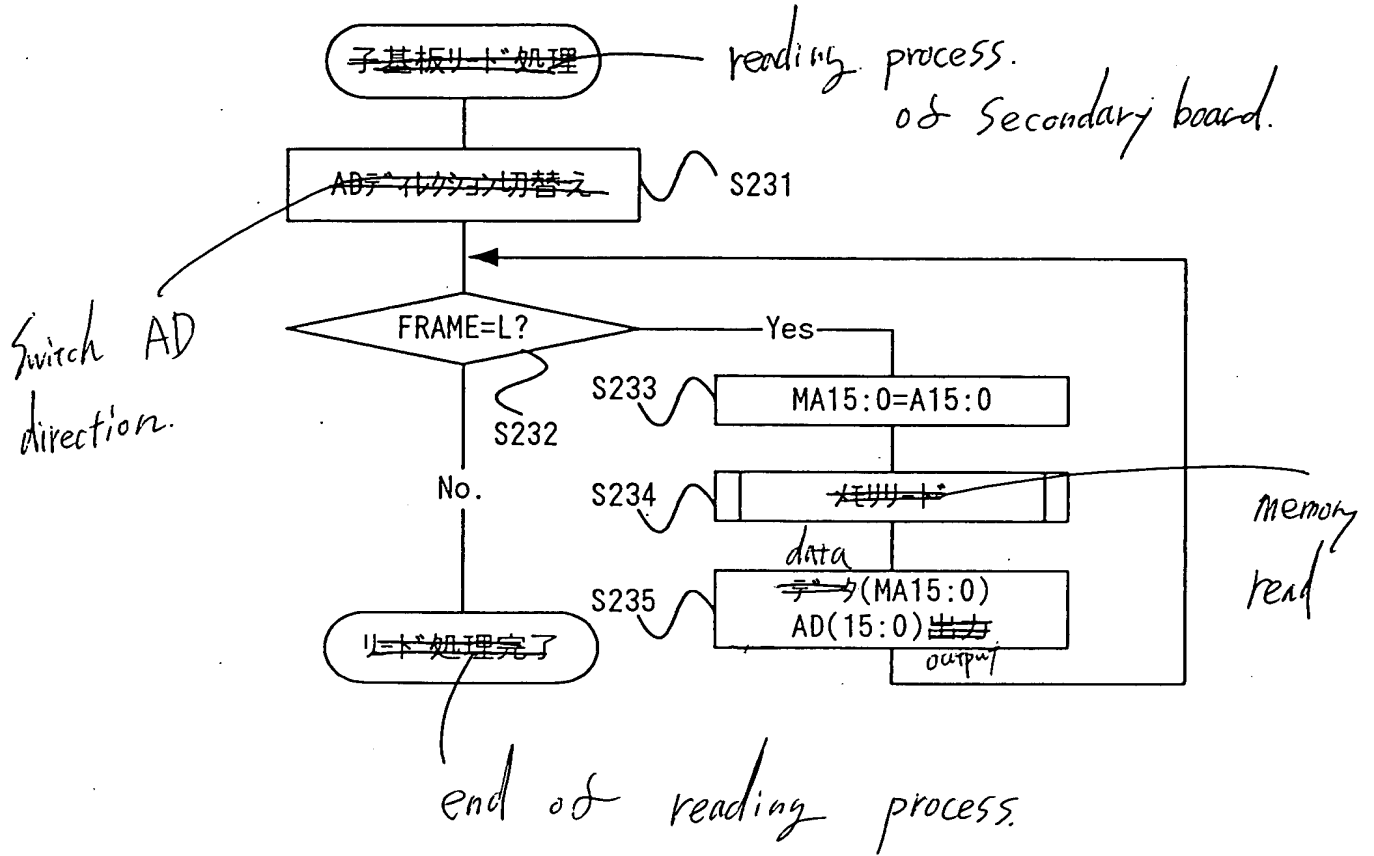 子基板リード処理
reading process.
of Secondary board.
ADディレクション切替え
S231
Switch AD
direction.
FRAME=L?
Yes
S232
S233
MA15:0=A15:0
No.
S234
メモリリード
memory
read
data
S235
データ(MA15:0)
AD(15:0)出力
output
リード処理完了
end of reading process.